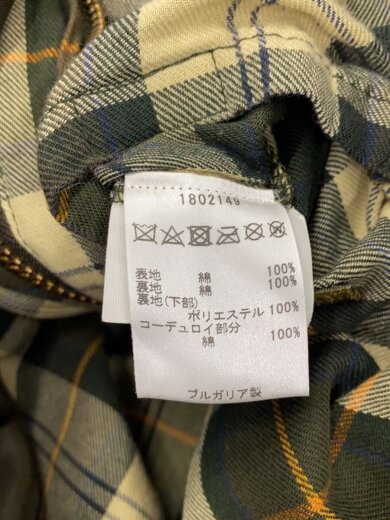 1802149
表地 綿 100%
裏地 綿 100%
裏地(下部)
ポリエステル 100%
コーデュロイ部分
綿 100%
ブルガリア製